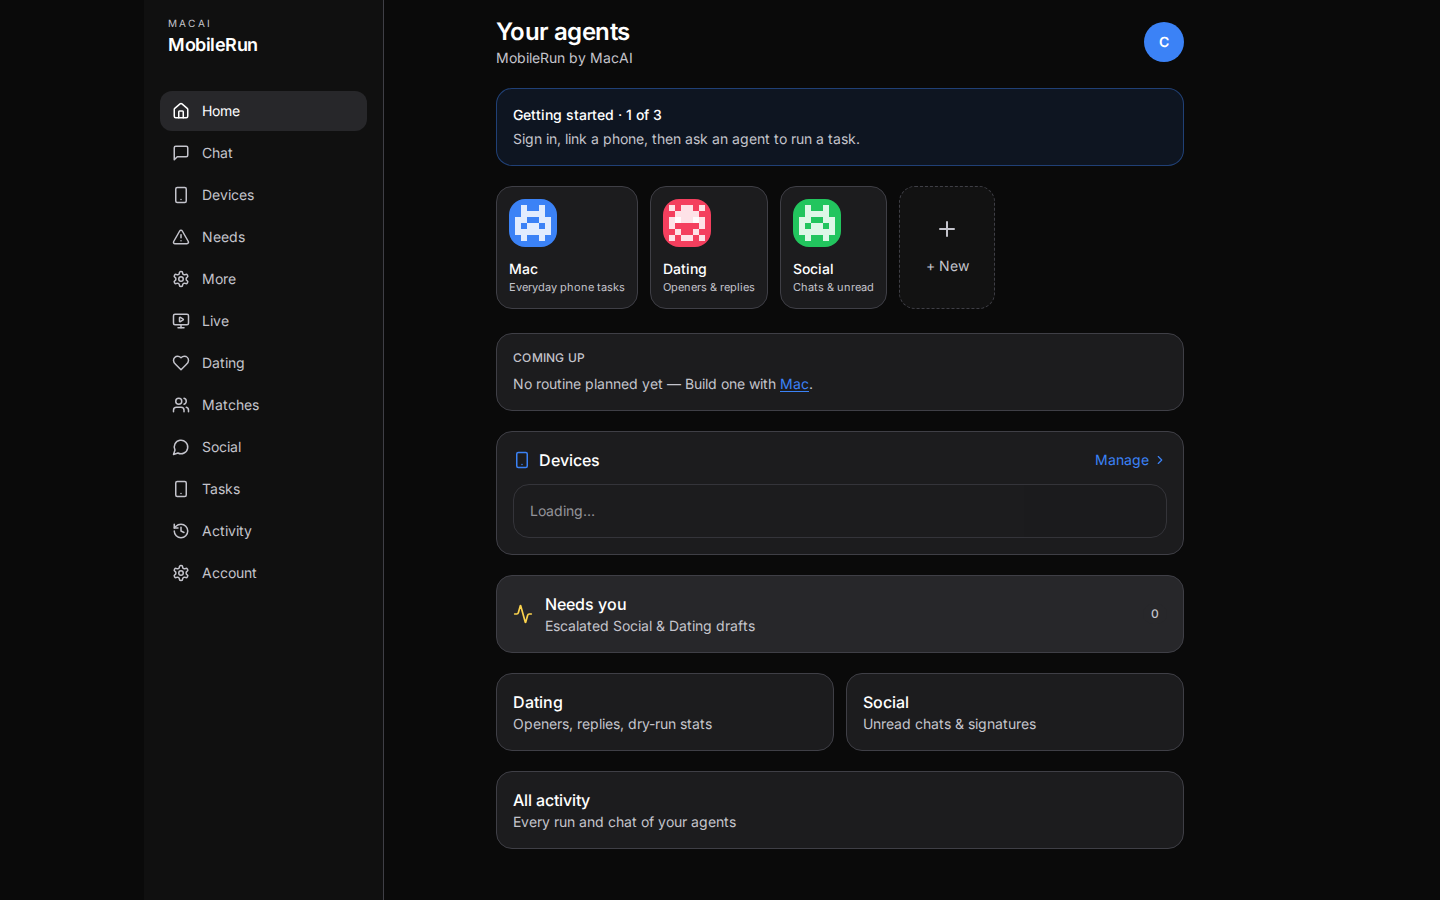 MACAI
MobileRun
Home
Chat
Devices
Needs
More
Live
Dating
Matches
Social
Tasks
Activity
Account
Your agents
MobileRun by MacAI
C
Getting started · 1 of 3
Sign in, link a phone, then ask an agent to run a task.
Mac
Everyday phone tasks
Dating
Openers & replies
Social
Chats & unread
+ New
COMING UP
No routine planned yet — Build one with Mac.
Devices
Manage
Loading...
Needs you
Escalated Social & Dating drafts
0
Dating
Openers, replies, dry-run stats
Social
Unread chats & signatures
All activity
Every run and chat of your agents